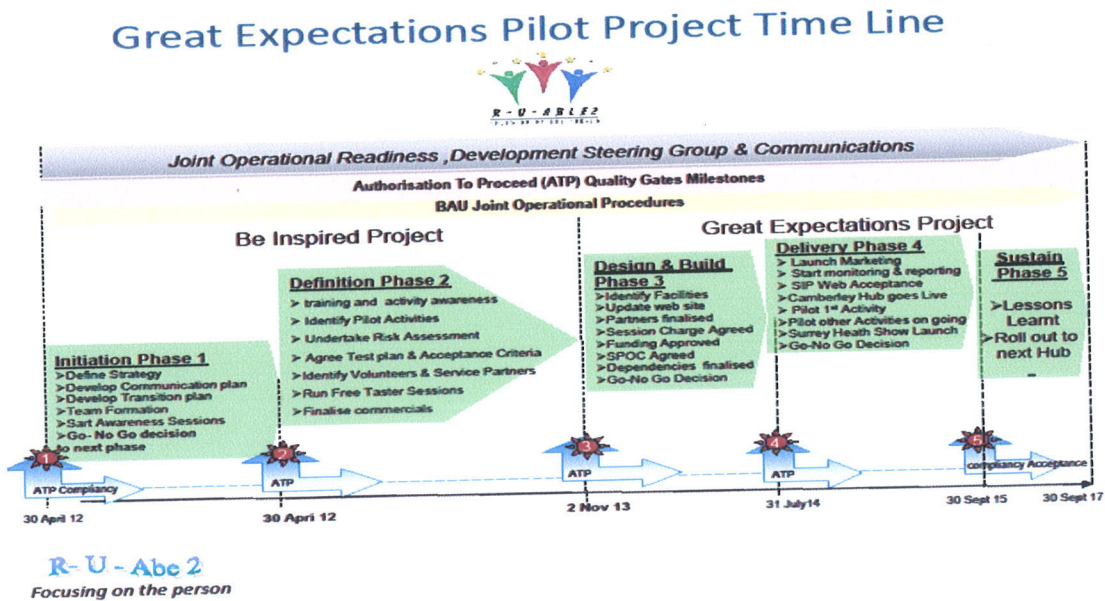 Great Expectations Pilot Project Time Line
R-U-ABLE2
Joint Operational Readiness ,Development Steering Group & Communications
Authorisation To Proceed (ATP) Quality Gates Milestones
BAU Joint Operational Procedures
Be Inspired Project
Great Expectations Project
Initiation Phase 1
➢Define Strategy
➢Develop Communication plan
➢Develop Transition plan
➢Team Formation
➢Sart Awareness Sessions
➢Go- No Go decision
to next phase
Definition Phase 2
➢ training and activity awareness
➢ Identify Pilot Activities
➢ Undertake Risk Assessment
➢ Agree Test plan & Acceptance Criteria
➢Identify Volunteers & Service Partners
➢Run Free Taster Sessions
➢Finalise commercials
Design & Build
Phase 3
➢Identify Facilities
➢Update web site
➢Partners finalised
➢Session Charge Agreed
➢Funding Approved
➢SPOC Agreed
➢Dependencies finalised
➢Go-No Go Decision
Delivery Phase 4
➢ Launch Marketing
➢ Start monitoring & reporting
➢ SIP Web Acceptance
➢Camberley Hub goes Live
➢Pilot 1st Activity
➢Pilot other Activities on going
➢Surrey Heath Show Launch
➢Go-No Go Decision
Sustain
Phase 5
➢Lessons
Learnt
➢Roll out to
next Hub
1
2
3
4
5
ATP Compliancy
ATP
ATP
ATP
compliancy Acceptance
30 April 12
30 April 12
2 Nov 13
31 July14
30 Sept 15
30 Sept 17
R- U - Abe 2
Focusing on the person